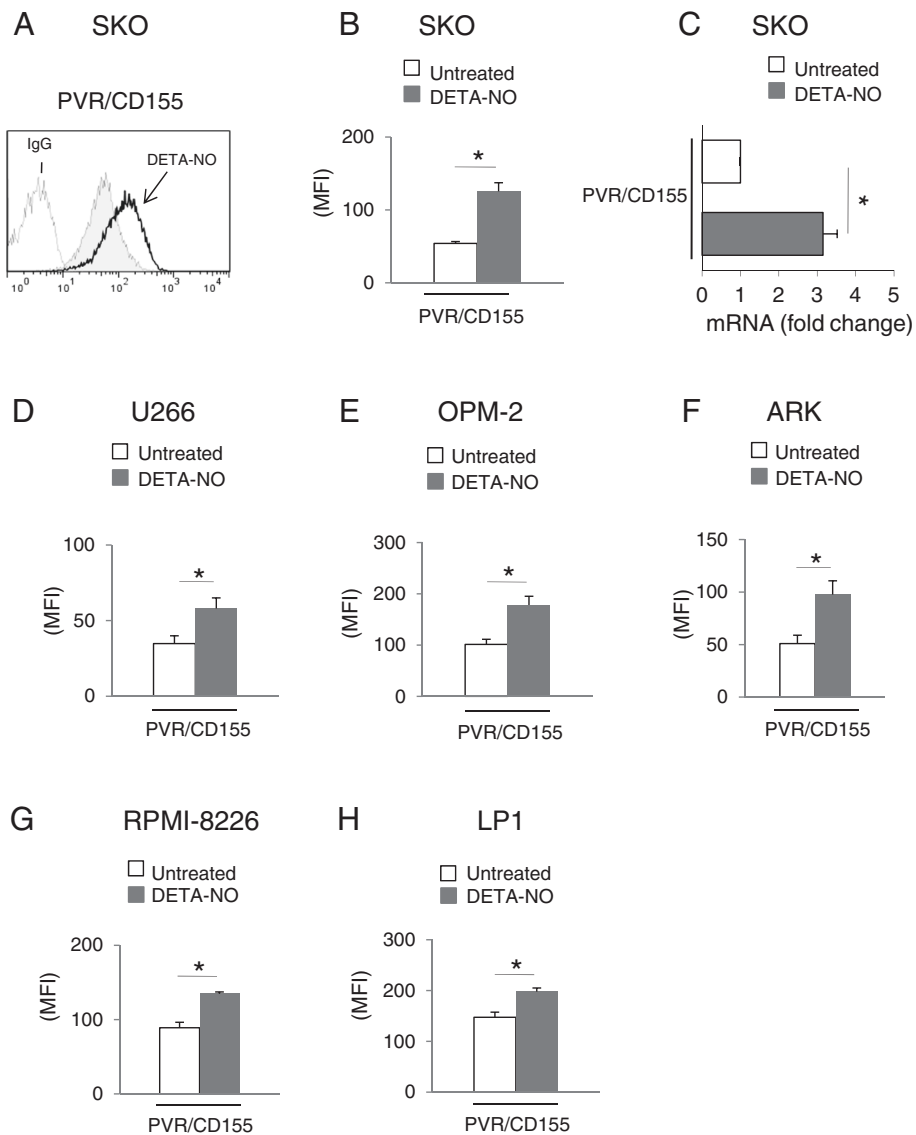 A SKO
PVR/CD155
IgG
DETA-NO
10^0 10^1 10^2 10^3 10^4
B SKO
Untreated
DETA-NO
(MFI)
200
100
0
*
PVR/CD155
C SKO
Untreated
DETA-NO
PVR/CD155
*
0 1 2 3 4 5
mRNA (fold change)
D U266
Untreated
DETA-NO
(MFI)
100
50
0
*
PVR/CD155
E OPM-2
Untreated
DETA-NO
(MFI)
300
200
100
0
*
PVR/CD155
F ARK
Untreated
DETA-NO
(MFI)
150
100
50
0
*
PVR/CD155
G RPMI-8226
Untreated
DETA-NO
(MFI)
200
100
0
*
PVR/CD155
H LP1
Untreated
DETA-NO
(MFI)
300
200
100
0
*
PVR/CD155